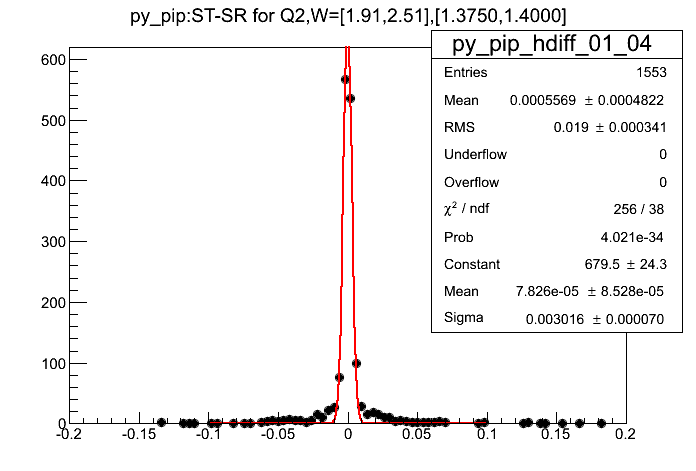 py_pip:ST-SR for Q2,W=[1.91,2.51],[1.3750,1.4000]
py_pip_hdiff_01_04
Entries 1553
Mean 0.0005569 ± 0.0004822
RMS 0.019 ± 0.000341
Underflow 0
Overflow 0
χ² / ndf 256 / 38
Prob 4.021e-34
Constant 679.5 ± 24.3
Mean 7.826e-05 ± 8.528e-05
Sigma 0.003016 ± 0.000070
600
500
400
300
200
100
0
-0.2 -0.15 -0.1 -0.05 0 0.05 0.1 0.15 0.2